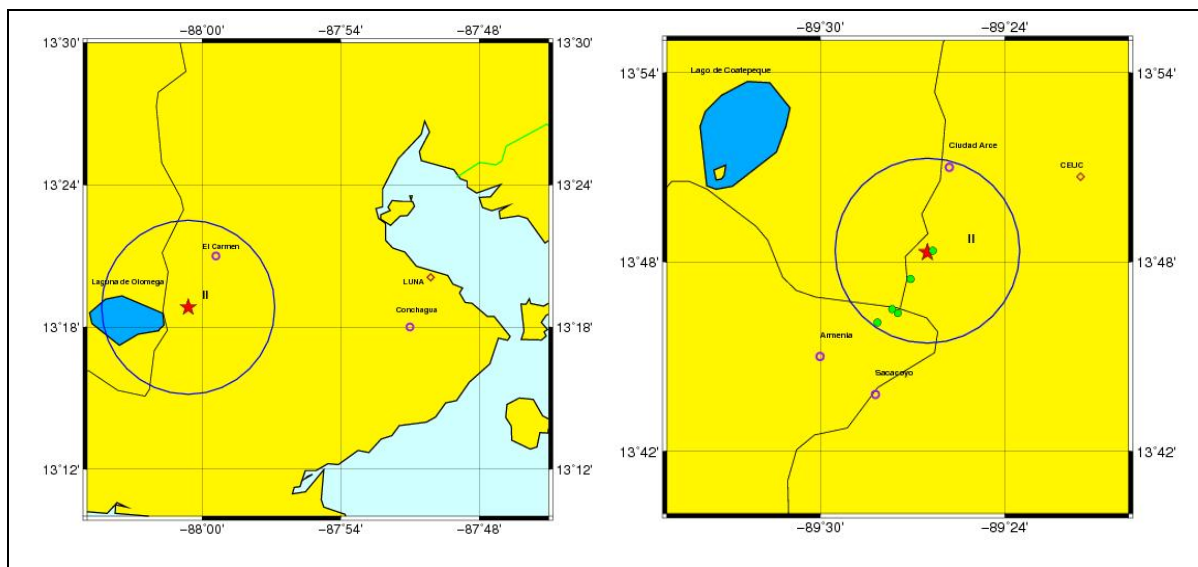 −88°00' −87°54' −87°48'
13°30' 13°30'
13°24'
El Carmen
Laguna de Olomega
II
LUNA
Conchagua
13°18' 13°18'
13°12' 13°12'
−88°00' −87°54' −87°48'
−89°30' −89°24'
13°54' 13°54'
Lago de Coatepeque
Ciudad Arce
CEUC
II
13°48' 13°48'
Armenia
Sacacoyo
13°42' 13°42'
−89°30' −89°24'